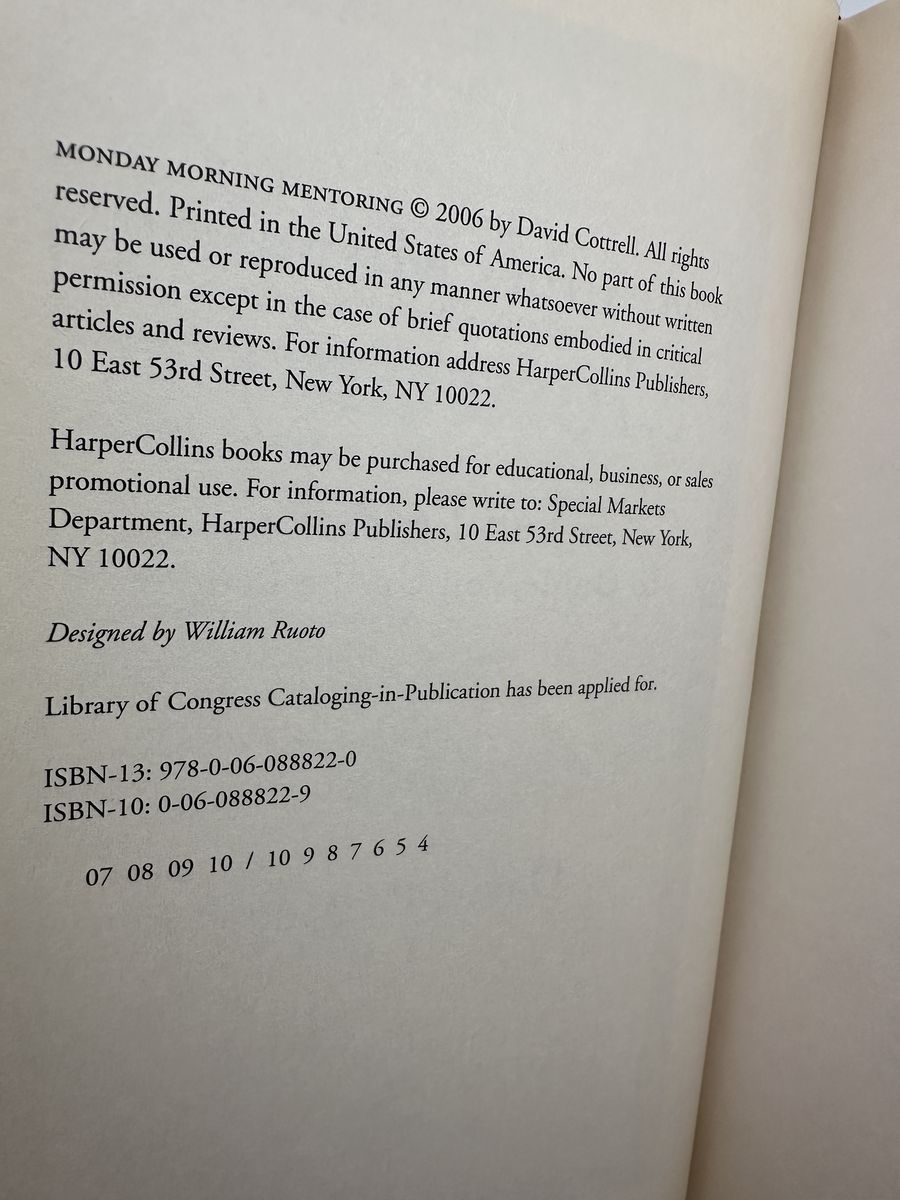 MONDAY MORNING MENTORING © 2006 by David Cottrell. All rights
reserved. Printed in the United States of America. No part of this book
may be used or reproduced in any manner whatsoever without written
permission except in the case of brief quotations embodied in critical
articles and reviews. For information address HarperCollins Publishers,
10 East 53rd Street, New York, NY 10022.
HarperCollins books may be purchased for educational, business, or sales
promotional use. For information, please write to: Special Markets
Department, HarperCollins Publishers, 10 East 53rd Street, New York,
NY 10022.
Designed by William Ruoto
Library of Congress Cataloging-in-Publication has been applied for.
ISBN-13: 978-0-06-088822-0
ISBN-10: 0-06-088822-9
07 08 09 10 / 10 9 8 7 6 5 4